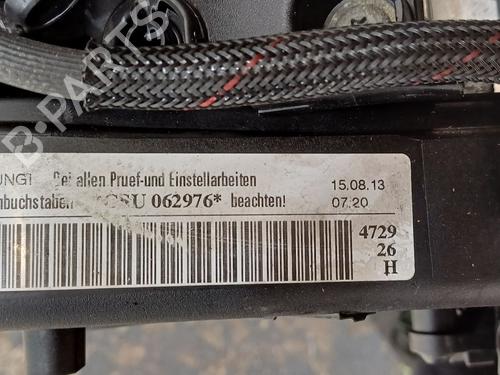 UNG! Bei allen Pruef-und Einstellarbeiten
nbuchstaben 062976* beachten!
15.08.13
07.20
4729
26
H
B-PARTS